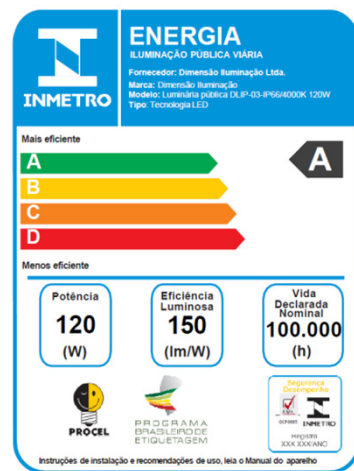 ENERGIA
ILUMINAÇÃO PÚBLICA VIÁRIA
Fornecedor: Dimensão Iluminação Ltda.
Marca: Dimensão Iluminação
Modelo: Luminária pública DLIP-03-IP66/4000K 120W
Tipo: Tecnologia LED
INMETRO
Mais eficiente
A
A
B
C
D
Menos eficiente
Potência
120
(W)
Eficiência
Luminosa
150
(lm/W)
Vida
Declarada
Nominal
100.000
(h)
PROCEL
PROGRAMA
BRASILEIRO DE
ETIQUETAGEM
Segurança
Desempenho
INMETRO
Registro
XXX XXX/ANO
Instruções de instalação e recomendações de uso, leia o Manual do aparelho